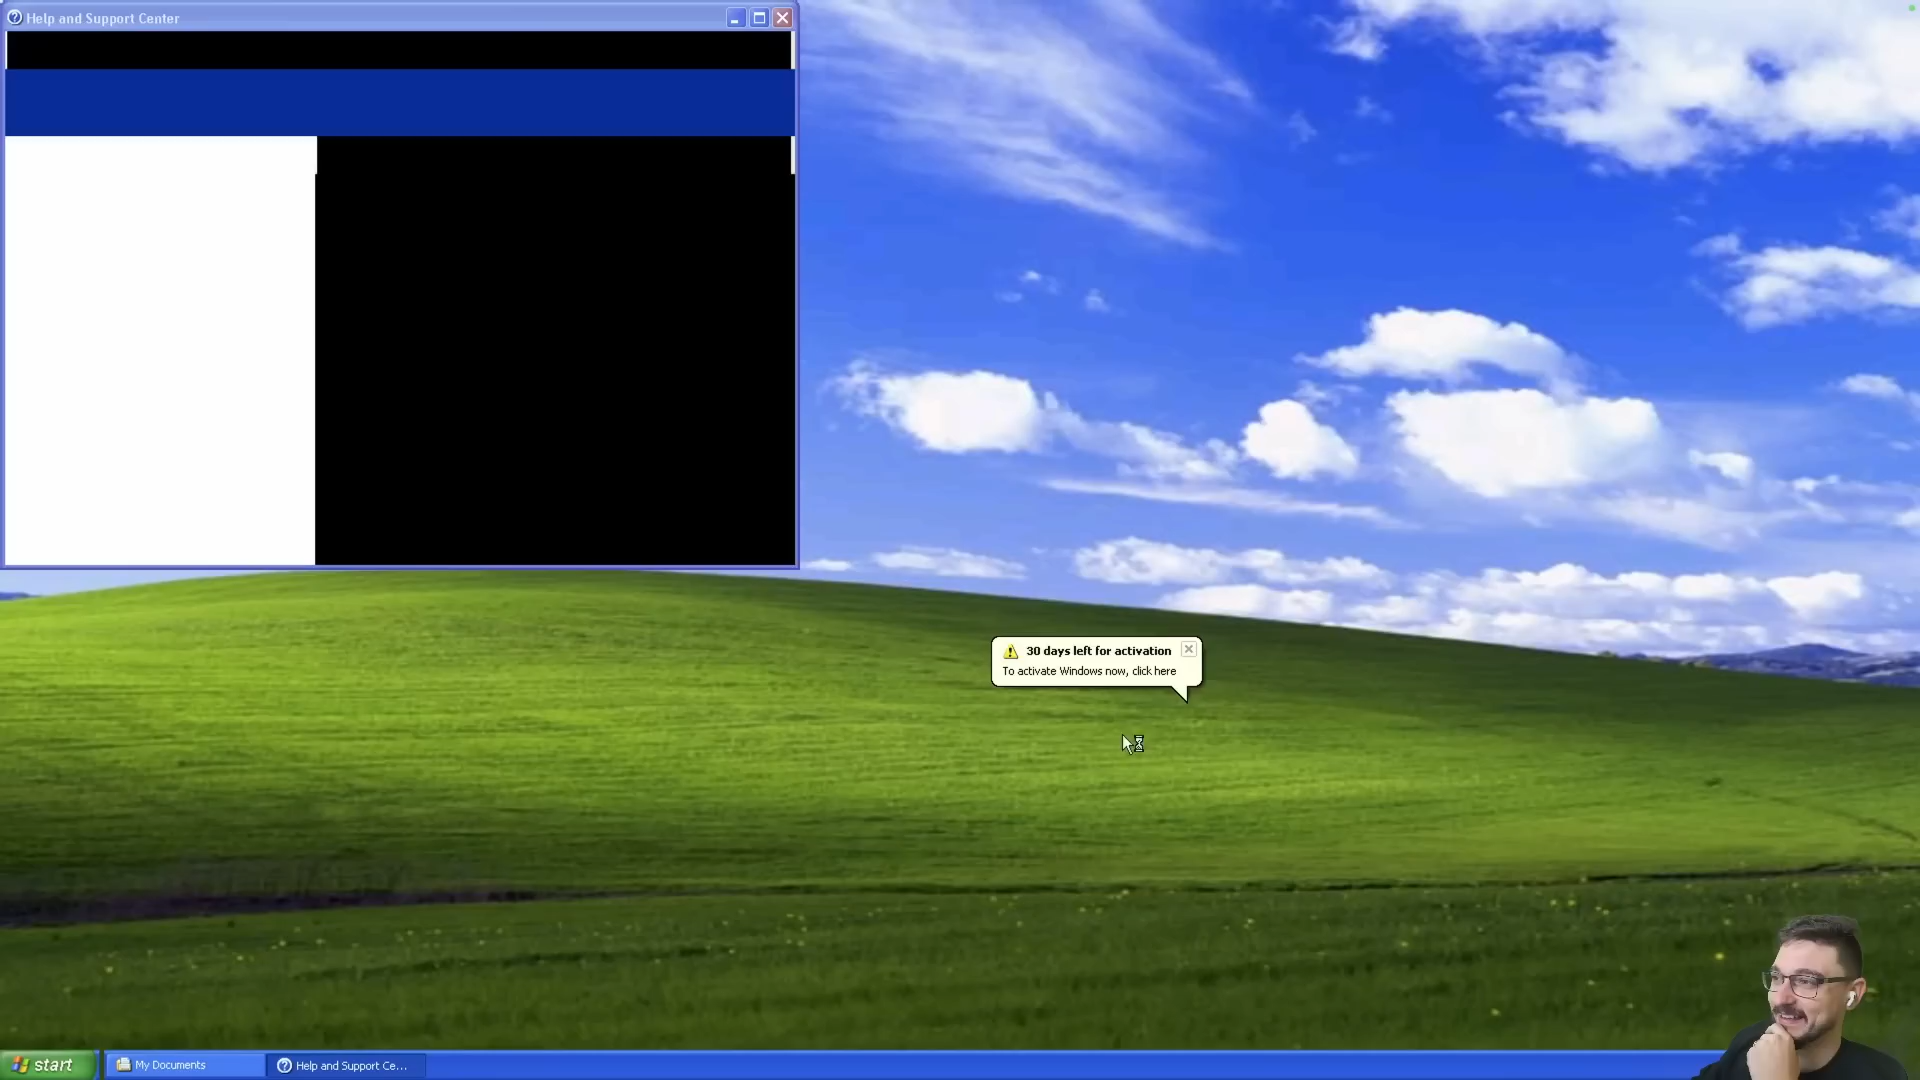 Help and Support Center
30 days left for activation
To activate Windows now, click here
start
My Documents
Help and Support Ce...